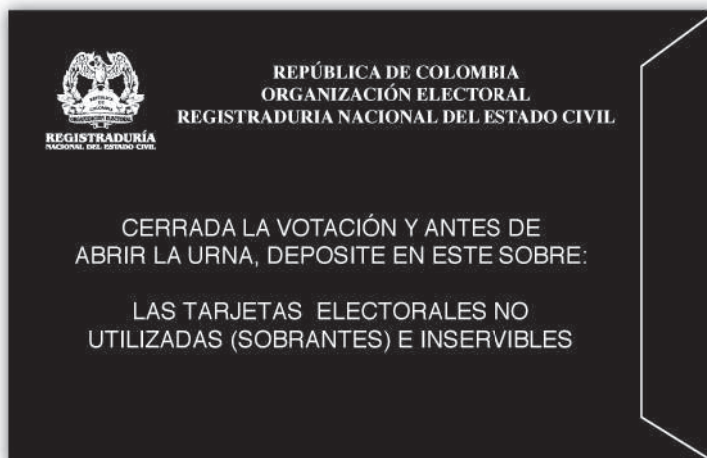 REGISTRADURÍA
NACIONAL DEL ESTADO CIVIL
REPÚBLICA DE COLOMBIA
ORGANIZACIÓN ELECTORAL
REGISTRADURIA NACIONAL DEL ESTADO CIVIL
CERRADA LA VOTACIÓN Y ANTES DE
ABRIR LA URNA, DEPOSITE EN ESTE SOBRE:
LAS TARJETAS ELECTORALES NO
UTILIZADAS (SOBRANTES) E INSERVIBLES